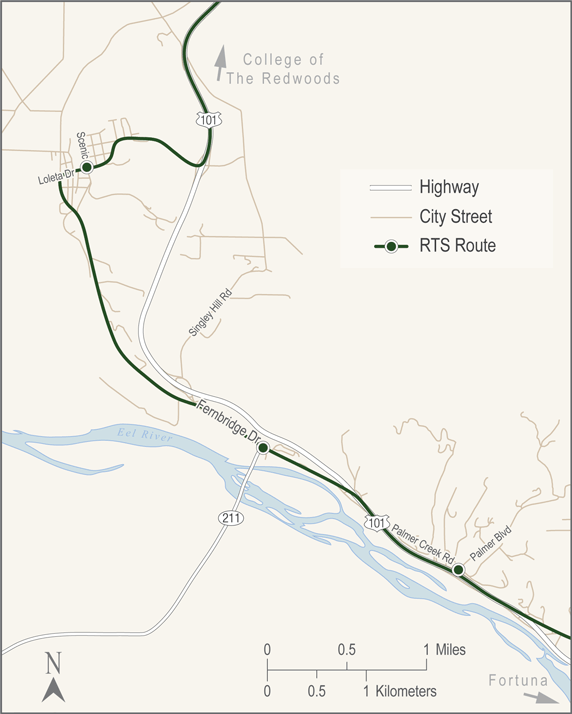 College of
The Redwoods
101
Scenic
Loleta Dr
Highway
City Street
RTS Route
Singley Hill Rd
Fernbridge Dr
Eel River
211
101
Palmer Creek Rd
Palmer Blvd
N
0 0.5 1 Miles
0 0.5 1 Kilometers
Fortuna